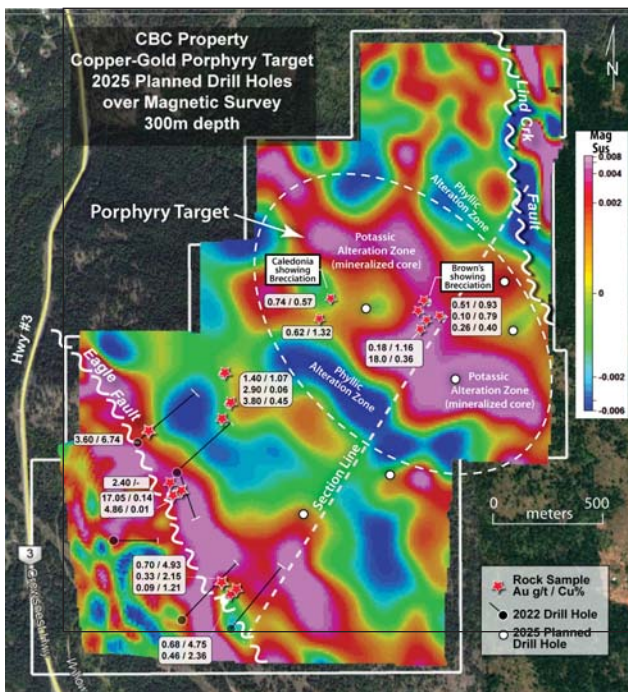 CBC Property
Copper-Gold Porphyry Target
2025 Planned Drill Holes
over Magnetic Survey
300m depth
N
Lind Crk
Fault
Mag
Sus
0.008
0.004
0.002
0
-0.002
-0.006
Phyllic
Alteration Zone
Porphyry Target
Potassic
Alteration Zone
(mineralized core)
Caledonia
showing
Brecciation
Brown's
showing
Brecciation
0.74 / 0.57
0.51 / 0.93
0.10 / 0.79
0.26 / 0.40
0.62 / 1.32
0.18 / 1.16
18.0 / 0.36
Hwy #3
Eagle Fault
1.40 / 1.07
2.90 / 0.06
3.80 / 0.45
Phyllic
Alteration Zone
Potassic
Alteration Zone
(mineralized core)
3.60 / 6.74
2.40 / -
17.05 / 0.14
4.86 / 0.01
Section Line
0 500
meters
3
0.70 / 4.93
0.33 / 2.15
0.09 / 1.21
0.68 / 4.75
0.46 / 2.36
Rock Sample
Au g/t / Cu%
2022 Drill Hole
2025 Planned
Drill Hole